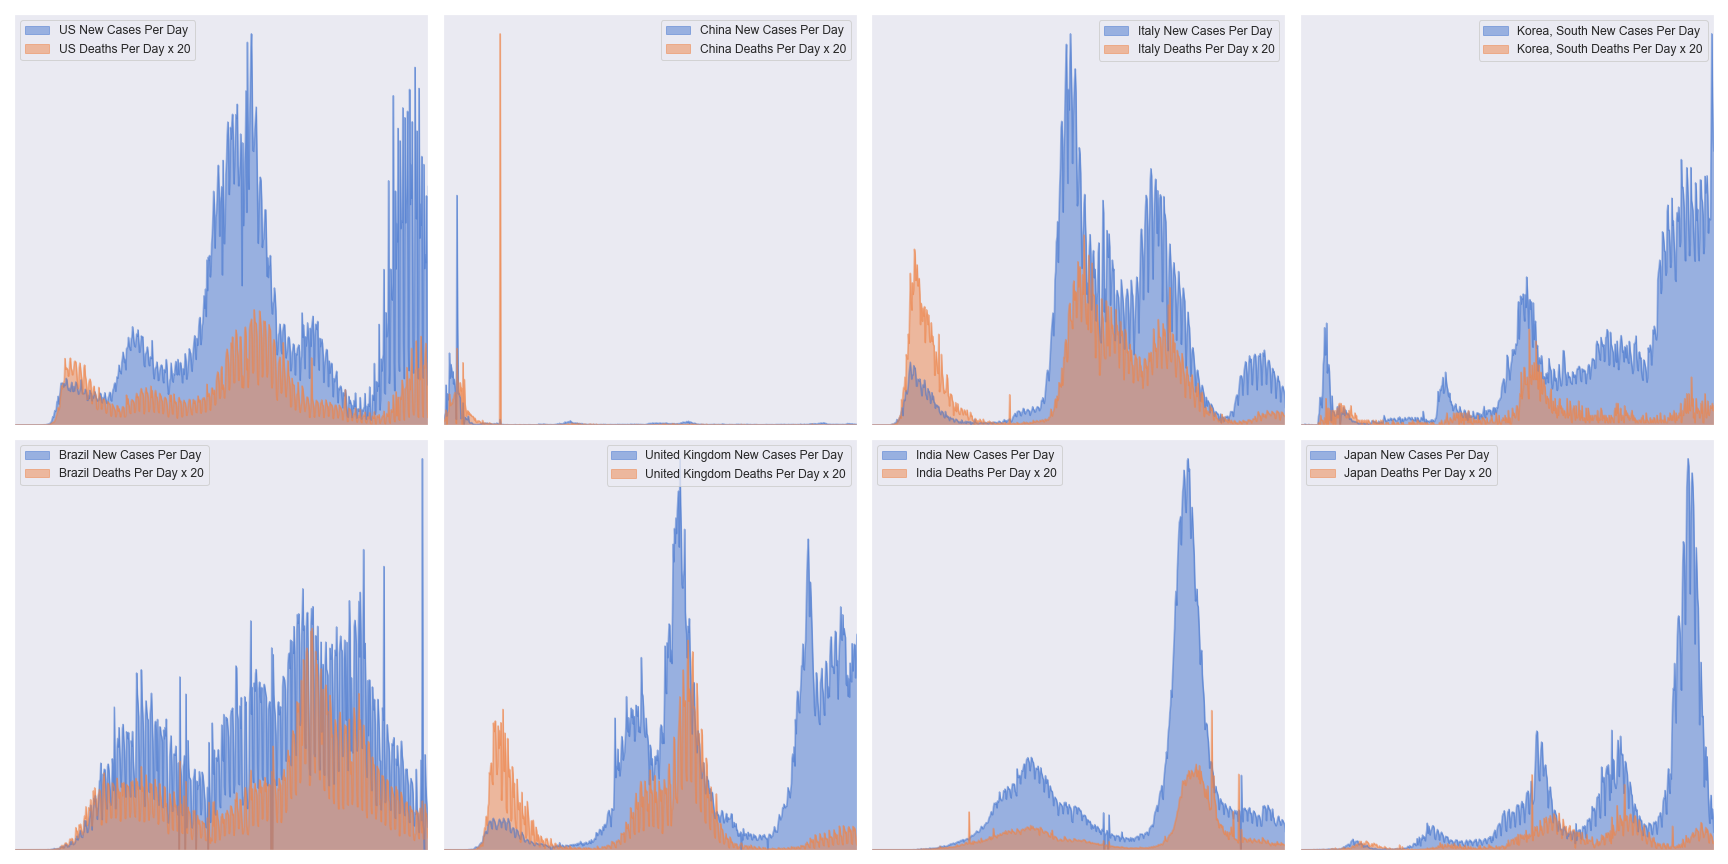 US New Cases Per Day
US Deaths Per Day x 20
China New Cases Per Day
China Deaths Per Day x 20
Italy New Cases Per Day
Italy Deaths Per Day x 20
Korea, South New Cases Per Day
Korea, South Deaths Per Day x 20
Brazil New Cases Per Day
Brazil Deaths Per Day x 20
United Kingdom New Cases Per Day
United Kingdom Deaths Per Day x 20
India New Cases Per Day
India Deaths Per Day x 20
Japan New Cases Per Day
Japan Deaths Per Day x 20